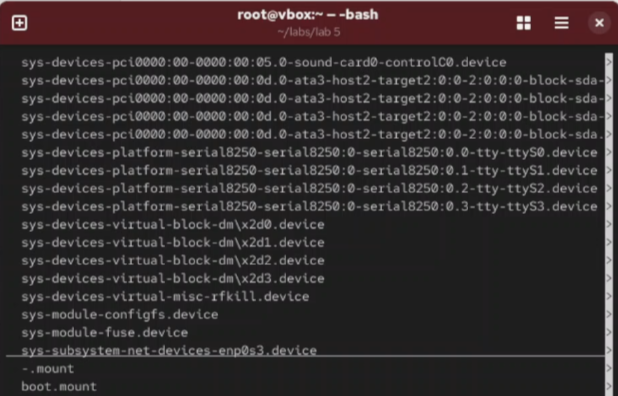 root@vbox:~ — -bash
~/labs/lab 5
sys-devices-pci0000:00-0000:00:05.0-sound-card0-controlC0.device >
sys-devices-pci0000:00-0000:00:0d.0-ata3-host2-target2:0:0-2:0:0:0-block-sda->
sys-devices-pci0000:00-0000:00:0d.0-ata3-host2-target2:0:0-2:0:0:0-block-sda->
sys-devices-pci0000:00-0000:00:0d.0-ata3-host2-target2:0:0-2:0:0:0-block-sda->
sys-devices-pci0000:00-0000:00:0d.0-ata3-host2-target2:0:0-2:0:0:0-block-sda.>
sys-devices-platform-serial8250-serial8250:0-serial8250:0.0-tty-ttyS0.device >
sys-devices-platform-serial8250-serial8250:0-serial8250:0.1-tty-ttyS1.device >
sys-devices-platform-serial8250-serial8250:0-serial8250:0.2-tty-ttyS2.device >
sys-devices-platform-serial8250-serial8250:0-serial8250:0.3-tty-ttyS3.device >
sys-devices-virtual-block-dm\x2d0.device >
sys-devices-virtual-block-dm\x2d1.device >
sys-devices-virtual-block-dm\x2d2.device >
sys-devices-virtual-block-dm\x2d3.device >
sys-devices-virtual-misc-rfkill.device >
sys-module-configfs.device >
sys-module-fuse.device >
sys-subsystem-net-devices-enp0s3.device >
-.mount >
boot.mount >